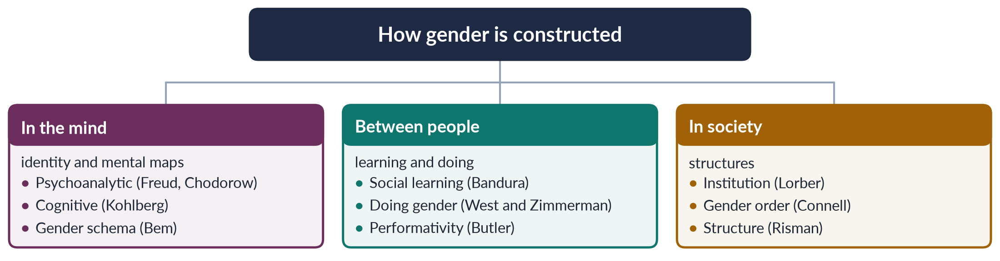 How gender is constructed
In the mind
identity and mental maps
• Psychoanalytic (Freud, Chodorow)
• Cognitive (Kohlberg)
• Gender schema (Bem)
Between people
learning and doing
• Social learning (Bandura)
• Doing gender (West and Zimmerman)
• Performativity (Butler)
In society
structures
• Institution (Lorber)
• Gender order (Connell)
• Structure (Risman)